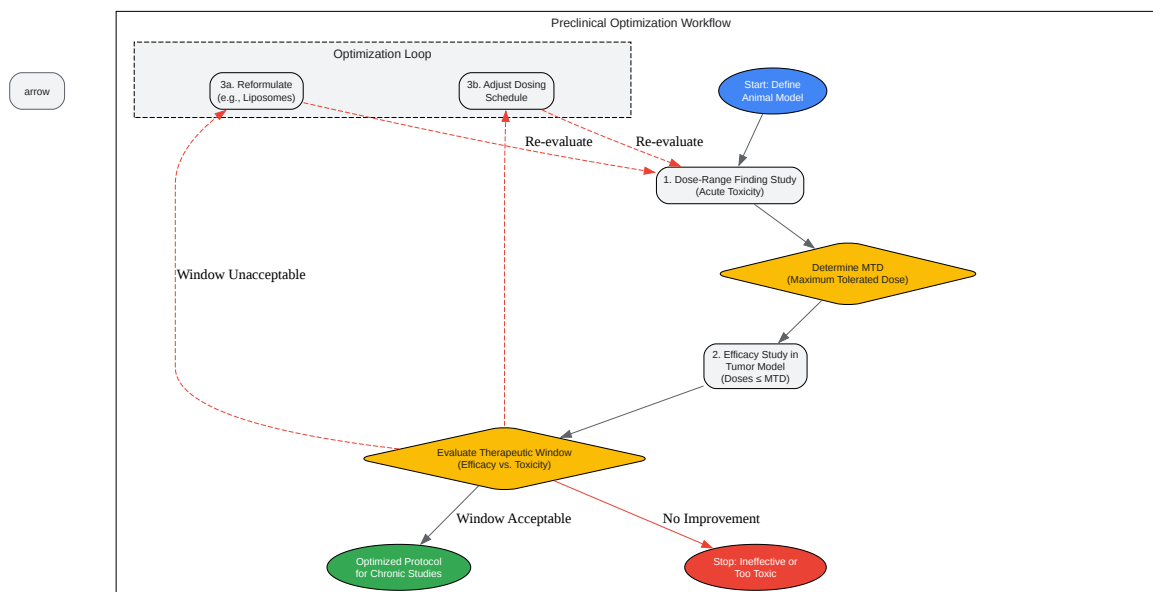 Preclinical Optimization Workflow
Optimization Loop
arrow
3a. Reformulate
(e.g., Liposomes)
3b. Adjust Dosing
Schedule
Start: Define
Animal Model
Re-evaluate
Re-evaluate
1. Dose-Range Finding Study
(Acute Toxicity)
Window Unacceptable
Determine MTD
(Maximum Tolerated Dose)
2. Efficacy Study in
Tumor Model
(Doses ≤ MTD)
Evaluate Therapeutic Window
(Efficacy vs. Toxicity)
Window Acceptable
No Improvement
Optimized Protocol
for Chronic Studies
Stop: Ineffective or
Too Toxic